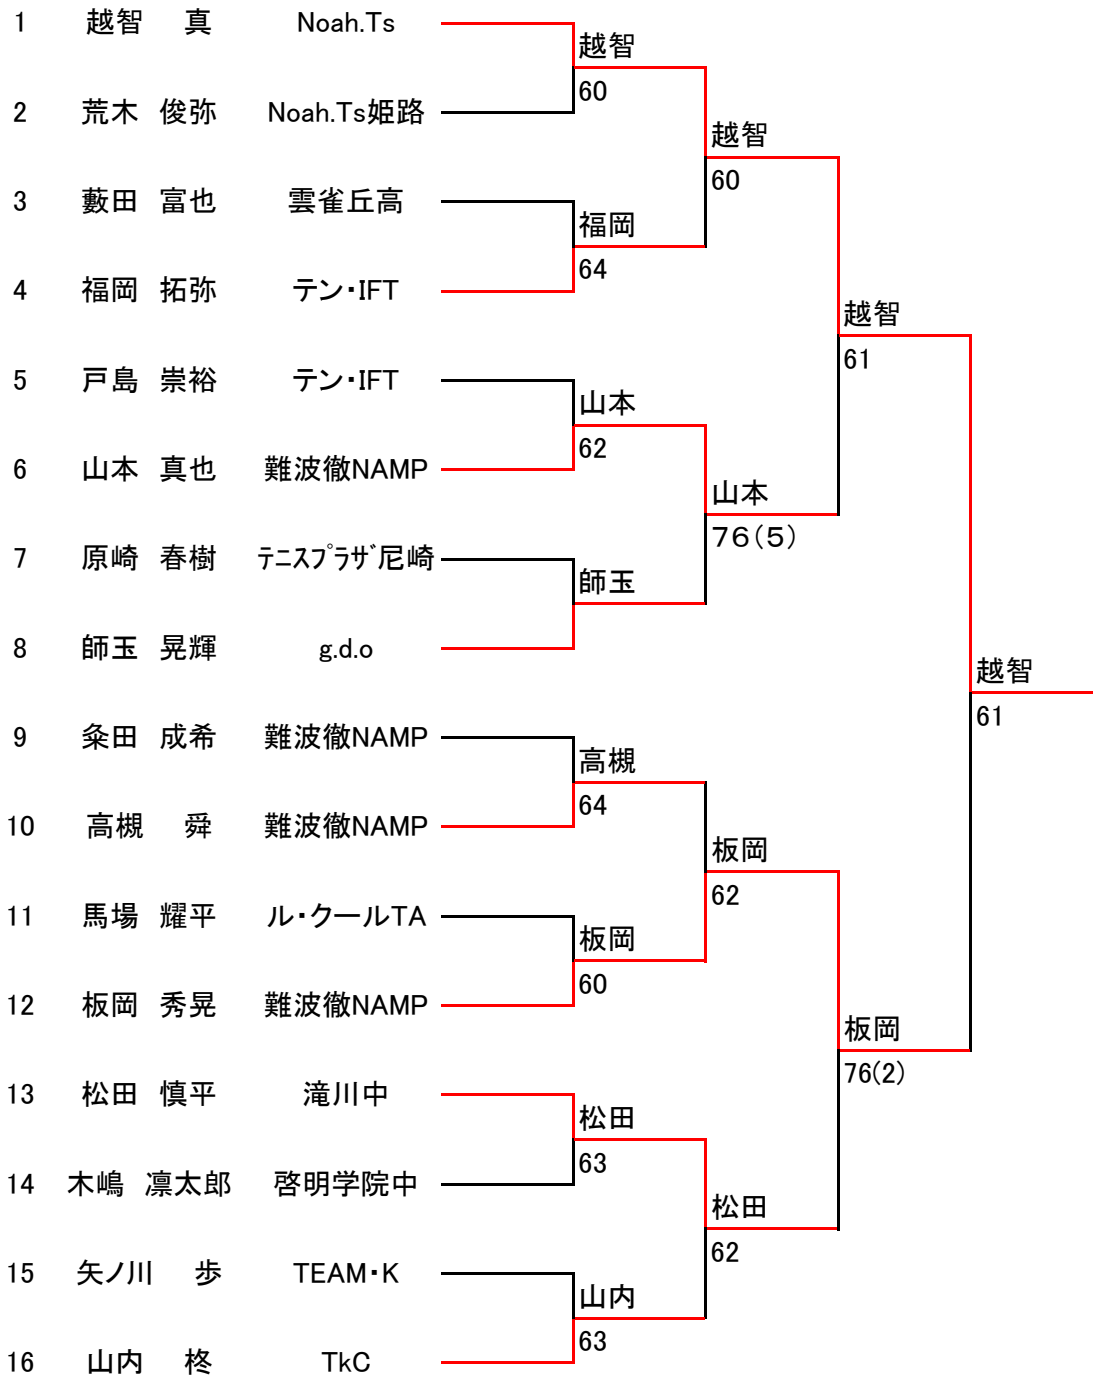 1 越智 真 Noah.Ts
越智
60
2 荒木 俊弥 Noah.Ts姫路
越智
60
3 藪田 富也 雲雀丘高
福岡
64
4 福岡 拓弥 テン・IFT
越智
61
5 戸島 崇裕 テン・IFT
山本
62
6 山本 真也 難波徹NAMP
山本
76(5)
7 原崎 春樹 テニスプラザ尼崎
師玉
8 師玉 晃輝 g.d.o
越智
61
9 粂田 成希 難波徹NAMP
高槻
64
10 高槻 舜 難波徹NAMP
板岡
62
11 馬場 耀平 ル・クールTA
板岡
60
12 板岡 秀晃 難波徹NAMP
板岡
76(2)
13 松田 慎平 滝川中
松田
63
14 木嶋 凛太郎 啓明学院中
松田
62
15 矢ノ川 歩 TEAM・K
山内
63
16 山内 柊 TkC